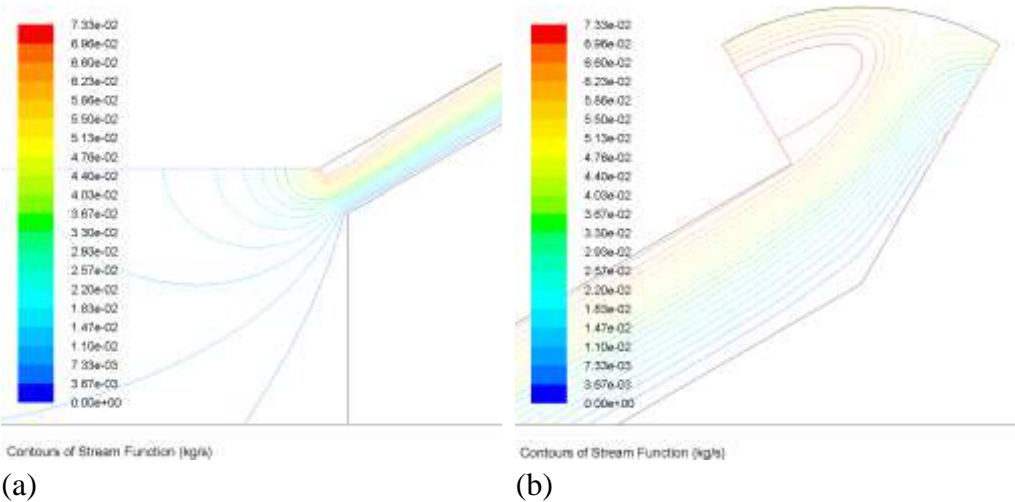 7.33e-02
6.96e-02
6.60e-02
6.23e-02
5.86e-02
5.50e-02
5.13e-02
4.76e-02
4.40e-02
4.03e-02
3.67e-02
3.30e-02
2.93e-02
2.57e-02
2.20e-02
1.83e-02
1.47e-02
1.10e-02
7.33e-03
3.67e-03
0.00e+00
Contours of Stream Function (kg/s)
(a)
7.33e-02
6.96e-02
6.60e-02
6.23e-02
5.86e-02
5.50e-02
5.13e-02
4.76e-02
4.40e-02
4.03e-02
3.67e-02
3.30e-02
2.93e-02
2.57e-02
2.20e-02
1.83e-02
1.47e-02
1.10e-02
7.33e-03
3.67e-03
0.00e+00
Contours of Stream Function (kg/s)
(b)